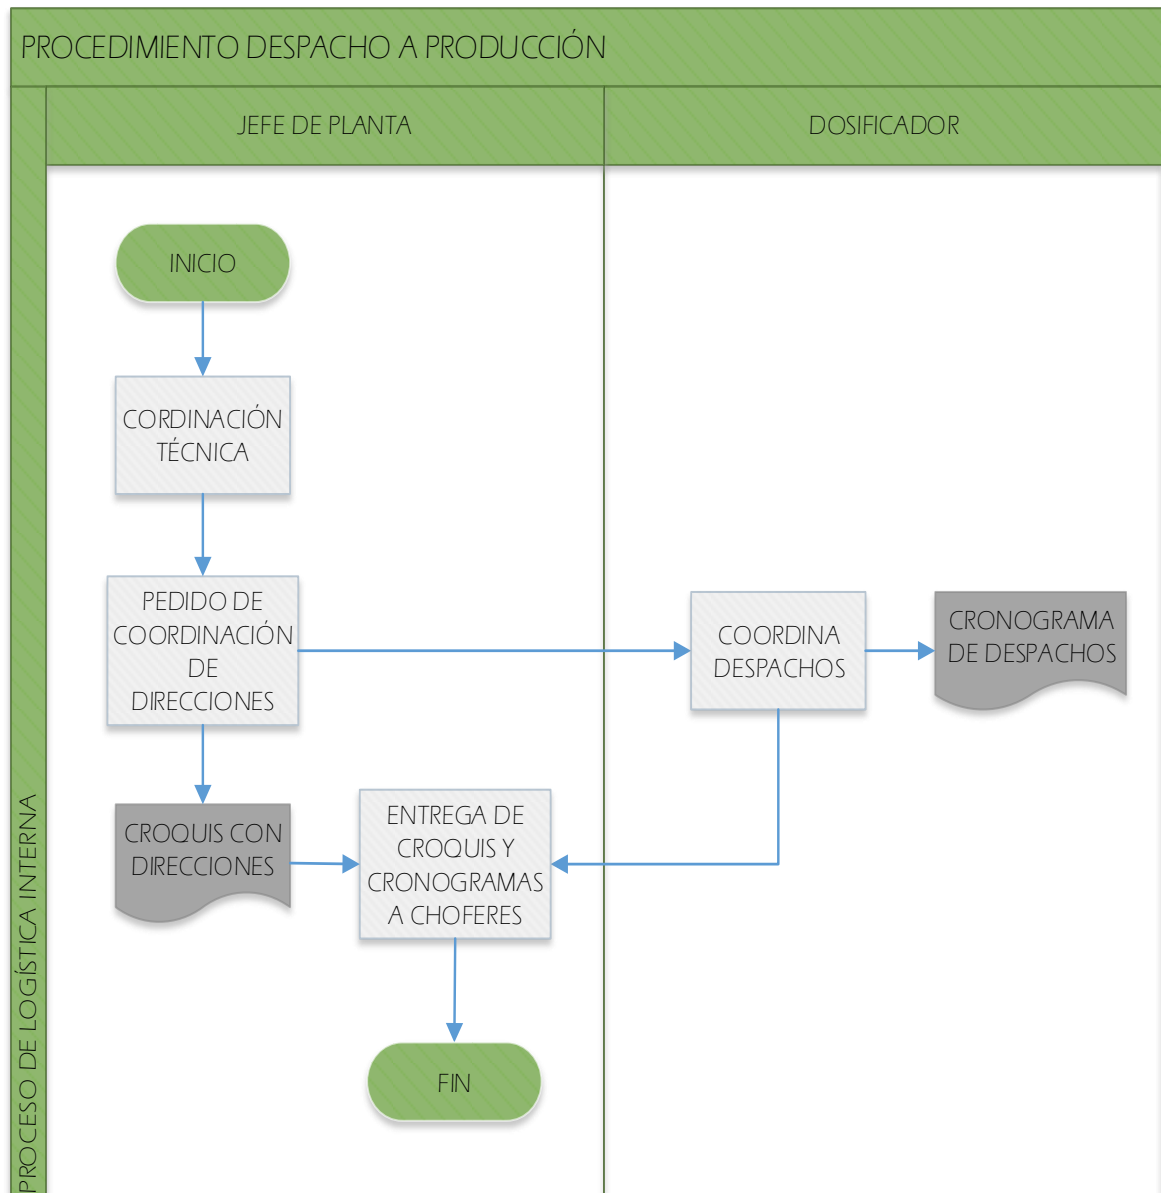 PROCEDIMIENTO DESPACHO A PRODUCCIÓN
JEFE DE PLANTA
DOSIFICADOR
PROCESO DE LOGÍSTICA INTERNA
INICIO
CORDINACIÓN
TÉCNICA
PEDIDO DE
COORDINACIÓN
DE
DIRECCIONES
COORDINA
DESPACHOS
CRONOGRAMA
DE DESPACHOS
CROQUIS CON
DIRECCIONES
ENTREGA DE
CROQUIS Y
CRONOGRAMAS
A CHOFERES
FIN